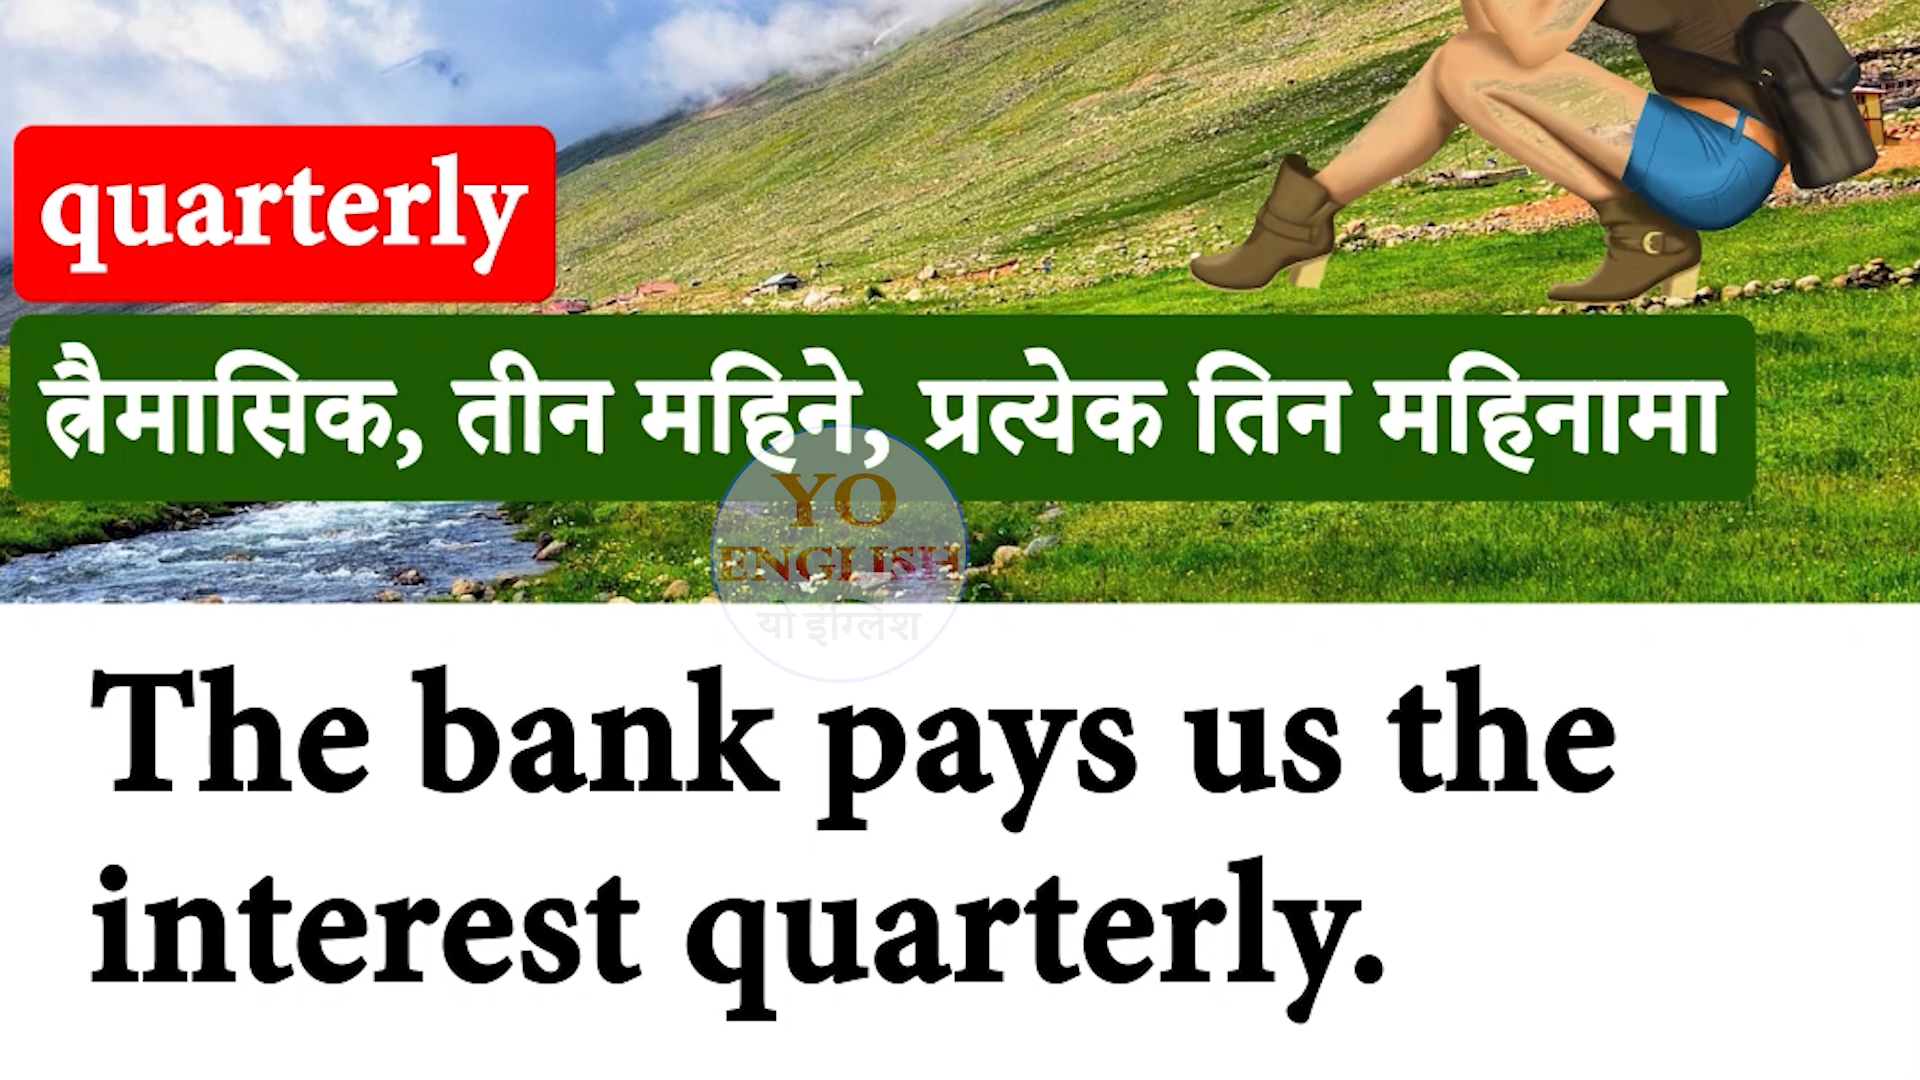 quarterly
त्रैमासिक, तीन महिने, प्रत्येक तिन महिनामा
YO
ENGLISH
यो इंग्लिश
The bank pays us the
interest quarterly.